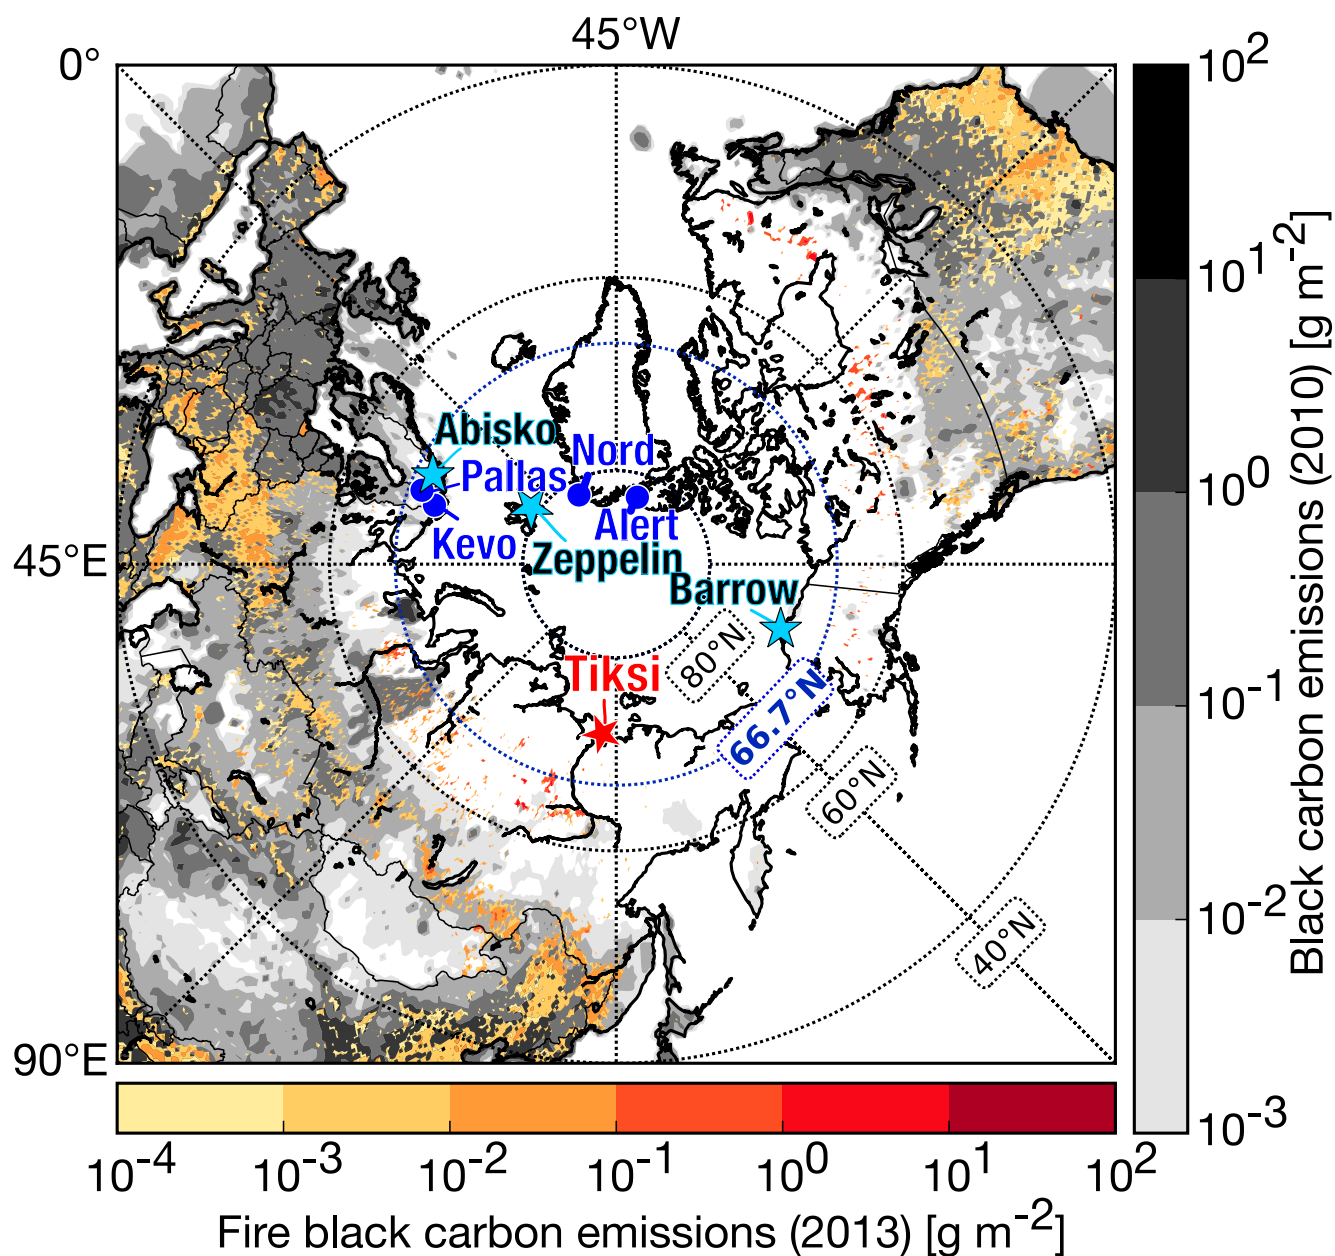 45°W
0°
45°E
90°E
Abisko
Nord
Pallas
Alert
Kevo
Zeppelin
Barrow
Tiksi
80°N
66.7°N
60°N
40°N
10^2
10^1
10^0
10^-1
10^-2
10^-3
Black carbon emissions (2010) [g m^-2]
10^-4 10^-3 10^-2 10^-1 10^0 10^1 10^2
Fire black carbon emissions (2013) [g m^-2]